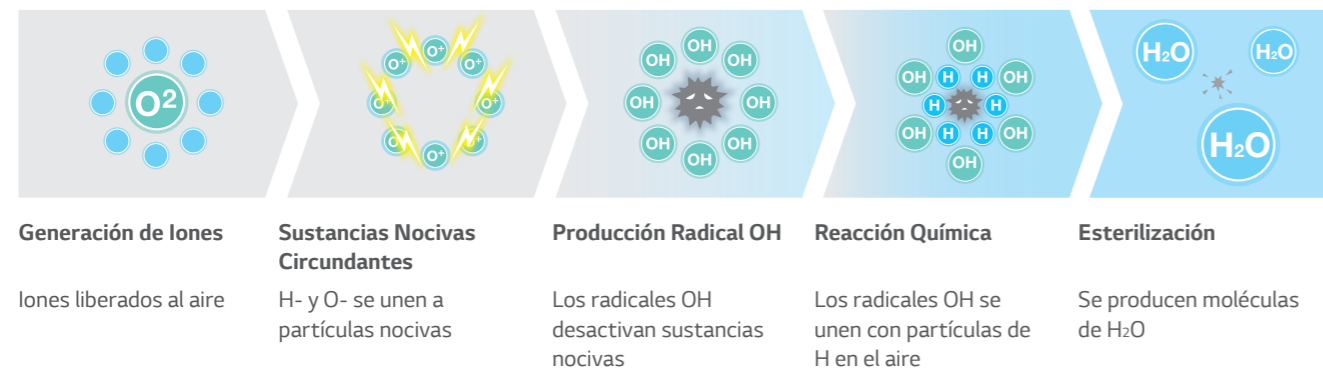 O²
O⁺
O⁺
O⁺
O⁺
O⁺
O⁺
O⁺
O⁺
OH
OH
OH
OH
OH
OH
OH
OH
OH
OH
H
H
OH
H
H
OH
H
H
OH
OH
H₂O
H₂O
H₂O
Generación de Iones
Iones liberados al aire
Sustancias Nocivas
Circundantes
H- y O- se unen a
partículas nocivas
Producción Radical OH
Los radicales OH
desactivan sustancias
nocivas
Reacción Química
Los radicales OH se
unen con partículas de
H en el aire
Esterilización
Se producen moléculas
de H₂O